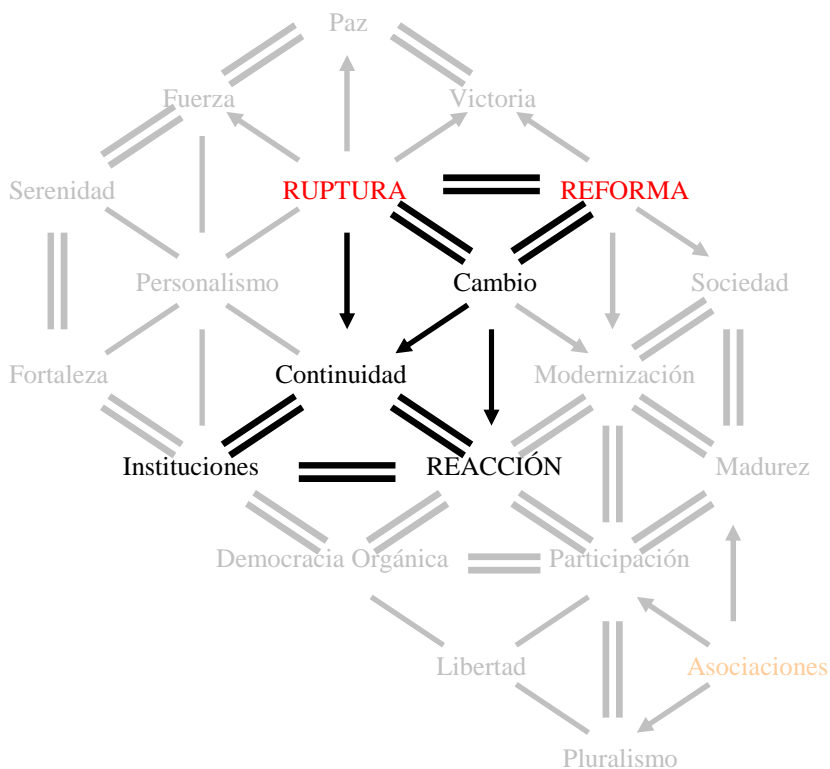 Paz
Fuerza
Victoria
Serenidad
RUPTURA
REFORMA
Personalismo
Cambio
Sociedad
Fortaleza
Continuidad
Modernización
Instituciones
REACCIÓN
Madurez
Democracia Orgánica
Participación
Libertad
Asociaciones
Pluralismo